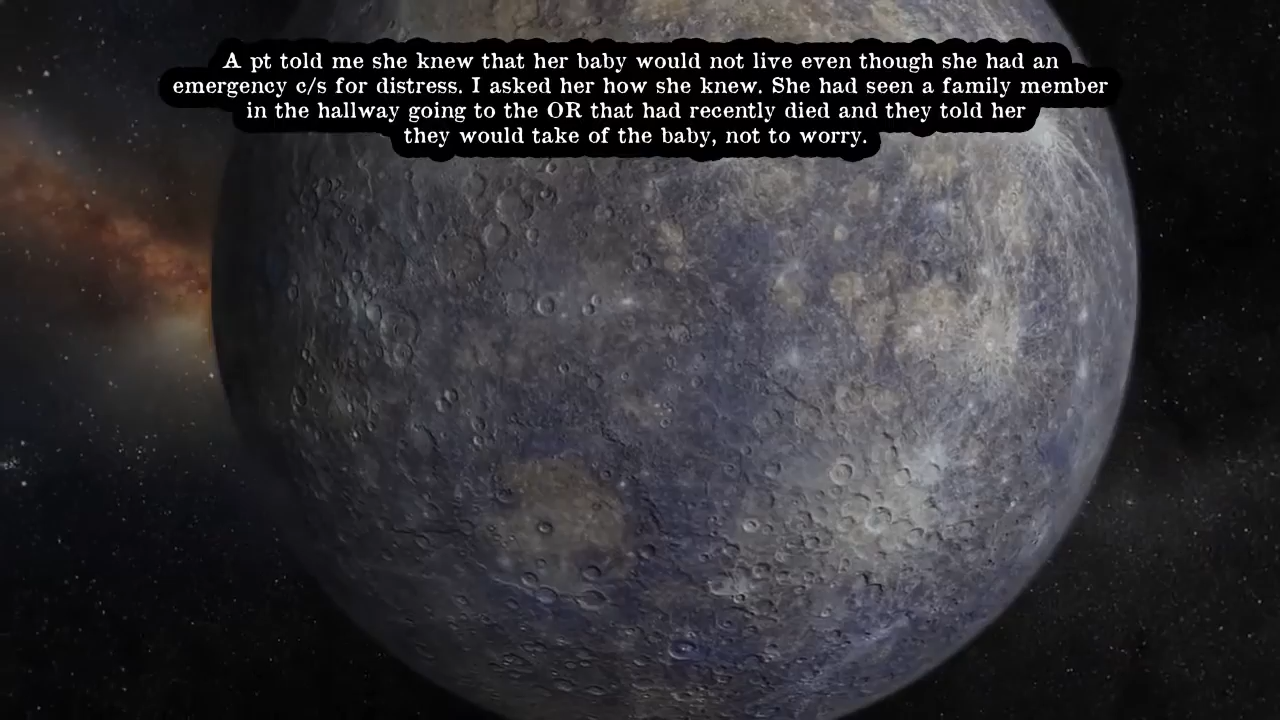 A pt told me she knew that her baby would not live even though she had an
emergency c/s for distress. I asked her how she knew. She had seen a family member
in the hallway going to the OR that had recently died and they told her
they would take of the baby, not to worry.